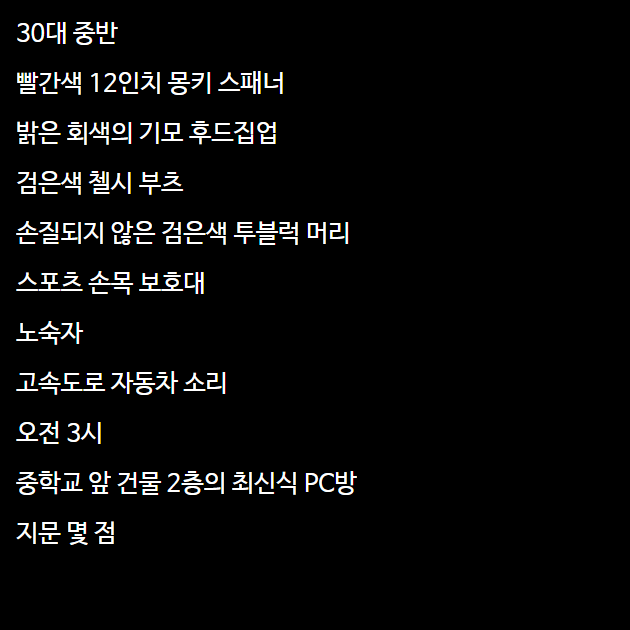 30대 중반
빨간색 12인치 몽키 스패너
밝은 회색의 기모 후드집업
검은색 첼시 부츠
손질되지 않은 검은색 투블럭 머리
스포츠 손목 보호대
노숙자
고속도로 자동차 소리
오전 3시
중학교 앞 건물 2층의 최신식 PC방
지문 몇 점